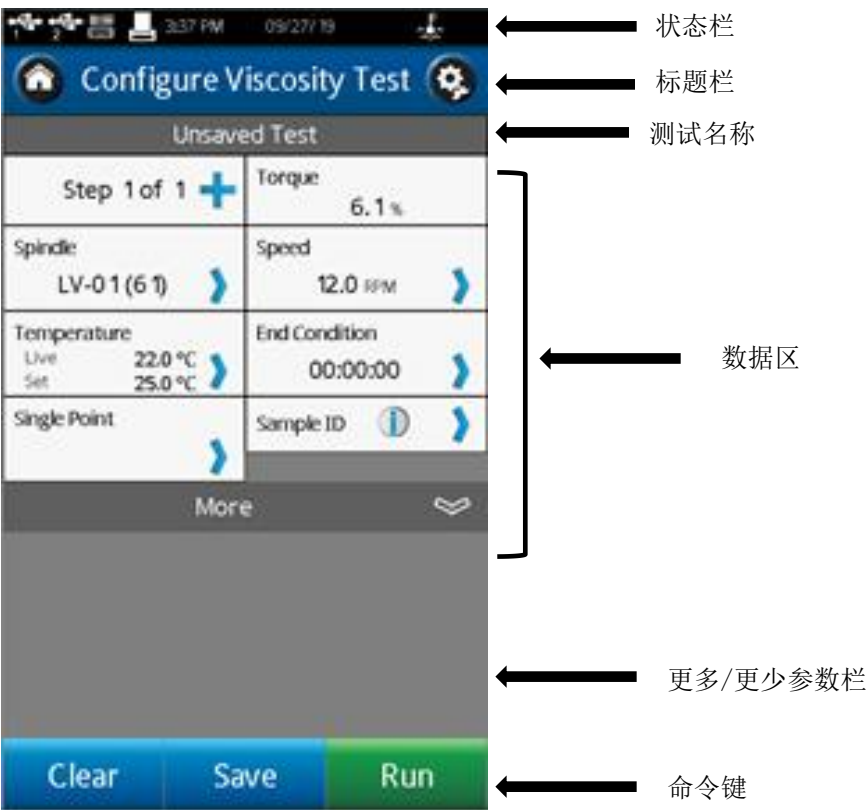 1 2 3:37 PM 09/27/19
状态栏
Configure Viscosity Test
标题栏
Unsaved Test
测试名称
Step 1 of 1
Torque
6.1 %
Spindle
LV-01(61)
Speed
12.0 RPM
Temperature
Live 22.0 °C
Set 25.0 °C
End Condition
00:00:00
数据区
Single Point
Sample ID
More
更多/更少参数栏
Clear
Save
Run
命令键